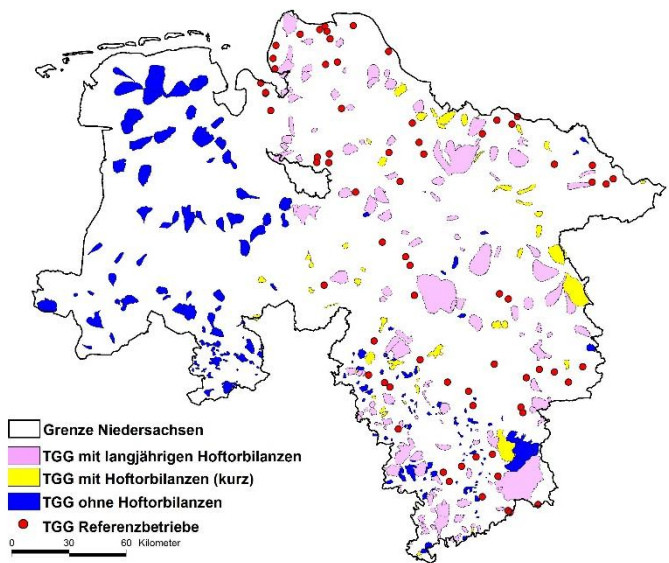 Grenze Niedersachsen
TGG mit langjährigen Hoftorbilanzen
TGG mit Hoftorbilanzen (kurz)
TGG ohne Hoftorbilanzen
TGG Referenzbetriebe
0 30 60 Kilometer